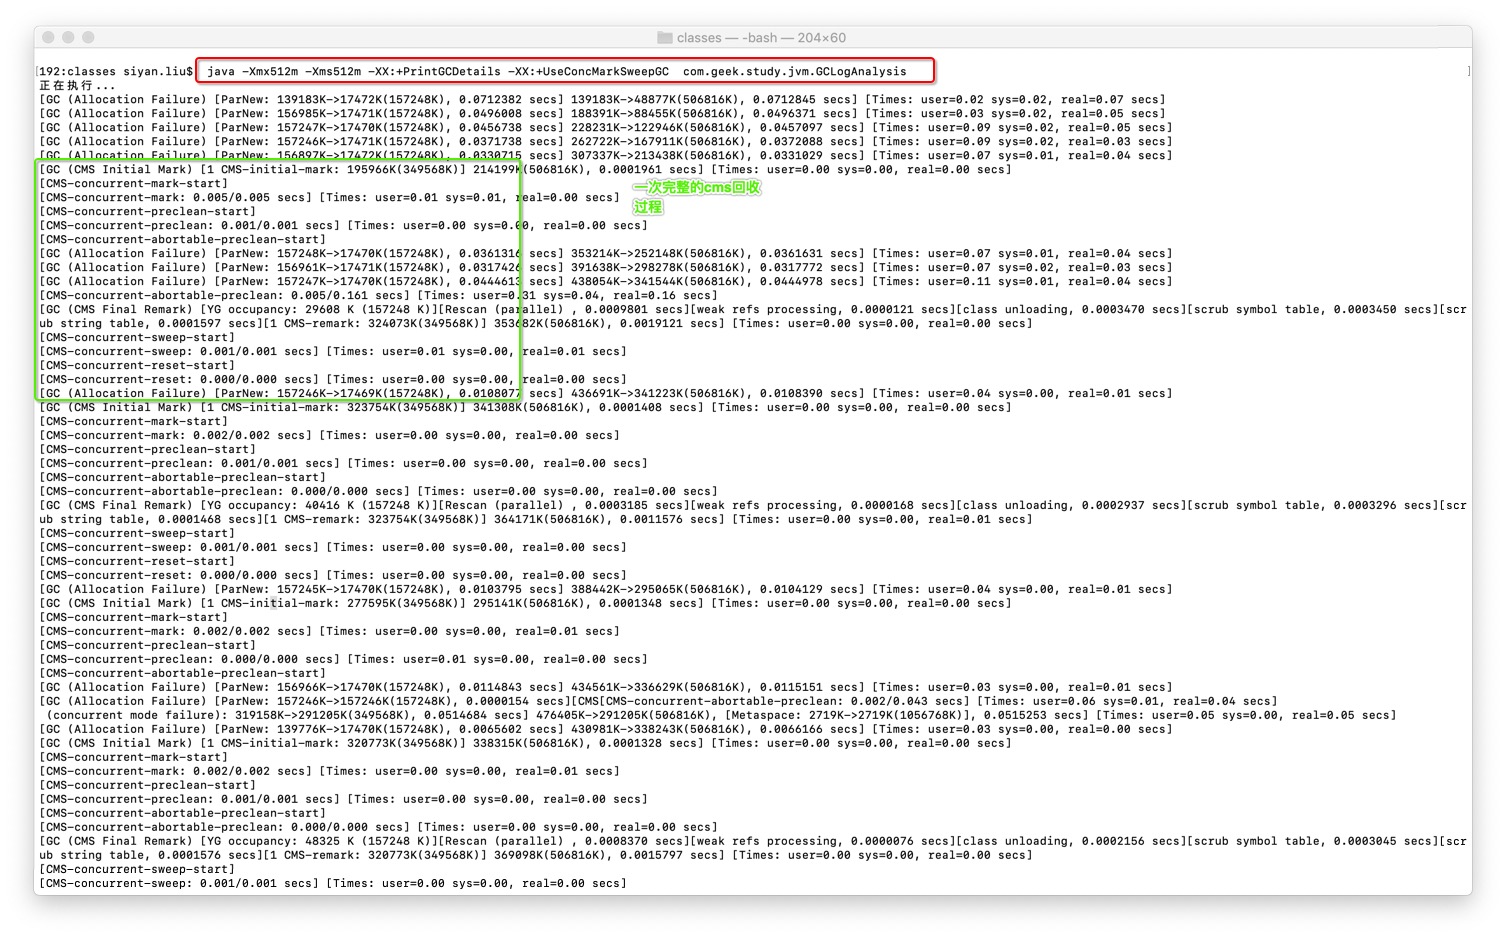 classes — -bash — 204×60
[192:classes siyan.liu$ java -Xmx512m -Xms512m -XX:+PrintGCDetails -XX:+UseConcMarkSweepGC  com.geek.study.jvm.GCLogAnalysis ]
正在执行...
[GC (Allocation Failure) [ParNew: 139183K->17472K(157248K), 0.0712382 secs] 139183K->48877K(506816K), 0.0712845 secs] [Times: user=0.02 sys=0.02, real=0.07 secs]
[GC (Allocation Failure) [ParNew: 156985K->17471K(157248K), 0.0496008 secs] 188391K->88455K(506816K), 0.0496371 secs] [Times: user=0.03 sys=0.02, real=0.05 secs]
[GC (Allocation Failure) [ParNew: 157247K->17470K(157248K), 0.0456738 secs] 228231K->122946K(506816K), 0.0457097 secs] [Times: user=0.09 sys=0.02, real=0.05 secs]
[GC (Allocation Failure) [ParNew: 157246K->17471K(157248K), 0.0371738 secs] 262722K->167911K(506816K), 0.0372088 secs] [Times: user=0.09 sys=0.02, real=0.03 secs]
[GC (Allocation Failure) [ParNew: 156897K->17472K(157248K), 0.0330715 secs] 307337K->213438K(506816K), 0.0331029 secs] [Times: user=0.07 sys=0.01, real=0.04 secs]
[GC (CMS Initial Mark) [1 CMS-initial-mark: 195966K(349568K)] 214199K(506816K), 0.0001961 secs] [Times: user=0.00 sys=0.00, real=0.00 secs]
[CMS-concurrent-mark-start]
一次完整的cms回收
[CMS-concurrent-mark: 0.005/0.005 secs] [Times: user=0.01 sys=0.01, real=0.00 secs]
过程
[CMS-concurrent-preclean-start]
[CMS-concurrent-preclean: 0.001/0.001 secs] [Times: user=0.00 sys=0.00, real=0.00 secs]
[CMS-concurrent-abortable-preclean-start]
[GC (Allocation Failure) [ParNew: 157248K->17470K(157248K), 0.0361316 secs] 353214K->252148K(506816K), 0.0361631 secs] [Times: user=0.07 sys=0.01, real=0.04 secs]
[GC (Allocation Failure) [ParNew: 156961K->17471K(157248K), 0.0317426 secs] 391638K->298278K(506816K), 0.0317772 secs] [Times: user=0.07 sys=0.02, real=0.03 secs]
[GC (Allocation Failure) [ParNew: 157247K->17470K(157248K), 0.0444613 secs] 438054K->341544K(506816K), 0.0444978 secs] [Times: user=0.11 sys=0.01, real=0.04 secs]
[CMS-concurrent-abortable-preclean: 0.005/0.161 secs] [Times: user=0.31 sys=0.04, real=0.16 secs]
[GC (CMS Final Remark) [YG occupancy: 29608 K (157248 K)][Rescan (parallel) , 0.0009801 secs][weak refs processing, 0.0000121 secs][class unloading, 0.0003470 secs][scrub symbol table, 0.0003450 secs][scr
ub string table, 0.0001597 secs][1 CMS-remark: 324073K(349568K)] 353682K(506816K), 0.0019121 secs] [Times: user=0.00 sys=0.00, real=0.00 secs]
[CMS-concurrent-sweep-start]
[CMS-concurrent-sweep: 0.001/0.001 secs] [Times: user=0.01 sys=0.00, real=0.01 secs]
[CMS-concurrent-reset-start]
[CMS-concurrent-reset: 0.000/0.000 secs] [Times: user=0.00 sys=0.00, real=0.00 secs]
[GC (Allocation Failure) [ParNew: 157246K->17469K(157248K), 0.0108077 secs] 436691K->341223K(506816K), 0.0108390 secs] [Times: user=0.04 sys=0.00, real=0.01 secs]
[GC (CMS Initial Mark) [1 CMS-initial-mark: 323754K(349568K)] 341308K(506816K), 0.0001408 secs] [Times: user=0.00 sys=0.00, real=0.00 secs]
[CMS-concurrent-mark-start]
[CMS-concurrent-mark: 0.002/0.002 secs] [Times: user=0.00 sys=0.00, real=0.00 secs]
[CMS-concurrent-preclean-start]
[CMS-concurrent-preclean: 0.001/0.001 secs] [Times: user=0.00 sys=0.00, real=0.00 secs]
[CMS-concurrent-abortable-preclean-start]
[CMS-concurrent-abortable-preclean: 0.000/0.000 secs] [Times: user=0.00 sys=0.00, real=0.00 secs]
[GC (CMS Final Remark) [YG occupancy: 40416 K (157248 K)][Rescan (parallel) , 0.0003185 secs][weak refs processing, 0.0000168 secs][class unloading, 0.0002937 secs][scrub symbol table, 0.0003296 secs][scr
ub string table, 0.0001468 secs][1 CMS-remark: 323754K(349568K)] 364171K(506816K), 0.0011576 secs] [Times: user=0.00 sys=0.00, real=0.01 secs]
[CMS-concurrent-sweep-start]
[CMS-concurrent-sweep: 0.001/0.001 secs] [Times: user=0.00 sys=0.00, real=0.00 secs]
[CMS-concurrent-reset-start]
[CMS-concurrent-reset: 0.000/0.000 secs] [Times: user=0.00 sys=0.00, real=0.00 secs]
[GC (Allocation Failure) [ParNew: 157245K->17470K(157248K), 0.0103795 secs] 388442K->295065K(506816K), 0.0104129 secs] [Times: user=0.04 sys=0.00, real=0.01 secs]
[GC (CMS Initial Mark) [1 CMS-initial-mark: 277595K(349568K)] 295141K(506816K), 0.0001348 secs] [Times: user=0.00 sys=0.00, real=0.00 secs]
[CMS-concurrent-mark-start]
[CMS-concurrent-mark: 0.002/0.002 secs] [Times: user=0.00 sys=0.00, real=0.01 secs]
[CMS-concurrent-preclean-start]
[CMS-concurrent-preclean: 0.000/0.000 secs] [Times: user=0.01 sys=0.00, real=0.00 secs]
[CMS-concurrent-abortable-preclean-start]
[GC (Allocation Failure) [ParNew: 156966K->17470K(157248K), 0.0114843 secs] 434561K->336629K(506816K), 0.0115151 secs] [Times: user=0.03 sys=0.00, real=0.01 secs]
[GC (Allocation Failure) [ParNew: 157246K->157246K(157248K), 0.0000154 secs][CMS[CMS-concurrent-abortable-preclean: 0.002/0.043 secs] [Times: user=0.06 sys=0.01, real=0.04 secs]
 (concurrent mode failure): 319158K->291205K(349568K), 0.0514684 secs] 476405K->291205K(506816K), [Metaspace: 2719K->2719K(1056768K)], 0.0515253 secs] [Times: user=0.05 sys=0.00, real=0.05 secs]
[GC (Allocation Failure) [ParNew: 139776K->17470K(157248K), 0.0065602 secs] 430981K->338243K(506816K), 0.0066166 secs] [Times: user=0.03 sys=0.00, real=0.00 secs]
[GC (CMS Initial Mark) [1 CMS-initial-mark: 320773K(349568K)] 338315K(506816K), 0.0001328 secs] [Times: user=0.00 sys=0.00, real=0.00 secs]
[CMS-concurrent-mark-start]
[CMS-concurrent-mark: 0.002/0.002 secs] [Times: user=0.00 sys=0.00, real=0.01 secs]
[CMS-concurrent-preclean-start]
[CMS-concurrent-preclean: 0.001/0.001 secs] [Times: user=0.00 sys=0.00, real=0.00 secs]
[CMS-concurrent-abortable-preclean-start]
[CMS-concurrent-abortable-preclean: 0.000/0.000 secs] [Times: user=0.00 sys=0.00, real=0.00 secs]
[GC (CMS Final Remark) [YG occupancy: 48325 K (157248 K)][Rescan (parallel) , 0.0008370 secs][weak refs processing, 0.0000076 secs][class unloading, 0.0002156 secs][scrub symbol table, 0.0003045 secs][scr
ub string table, 0.0001576 secs][1 CMS-remark: 320773K(349568K)] 369098K(506816K), 0.0015797 secs] [Times: user=0.00 sys=0.00, real=0.00 secs]
[CMS-concurrent-sweep-start]
[CMS-concurrent-sweep: 0.001/0.001 secs] [Times: user=0.00 sys=0.00, real=0.00 secs]